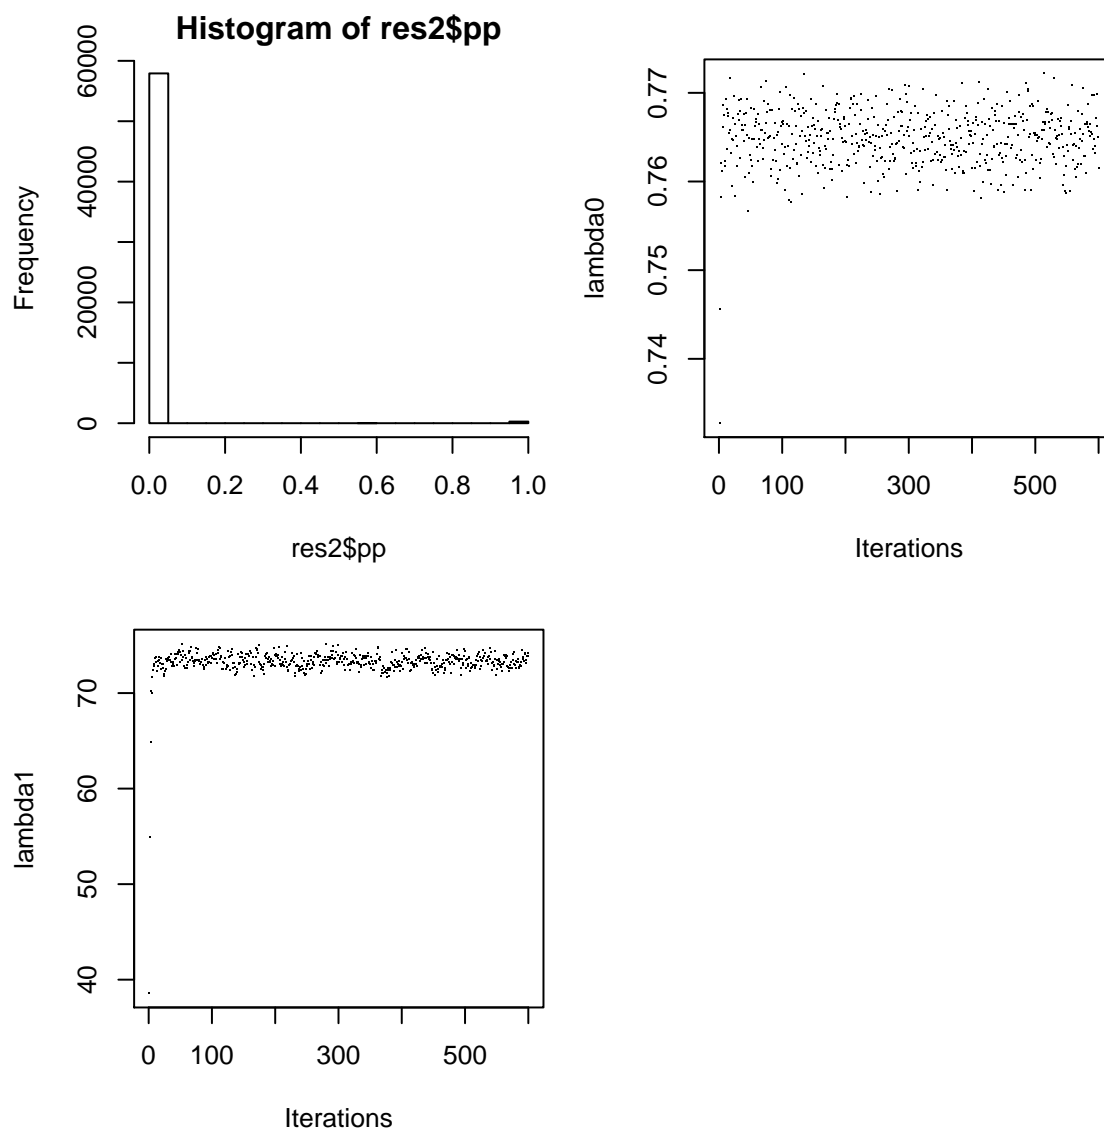 Histogram of res2$pp
Frequency
0
20000
40000
60000
0.0 0.2 0.4 0.6 0.8 1.0
res2$pp
lambda0
0.74
0.75
0.76
0.77
0 100 300 500
Iterations
lambda1
40
50
60
70
0 100 300 500
Iterations